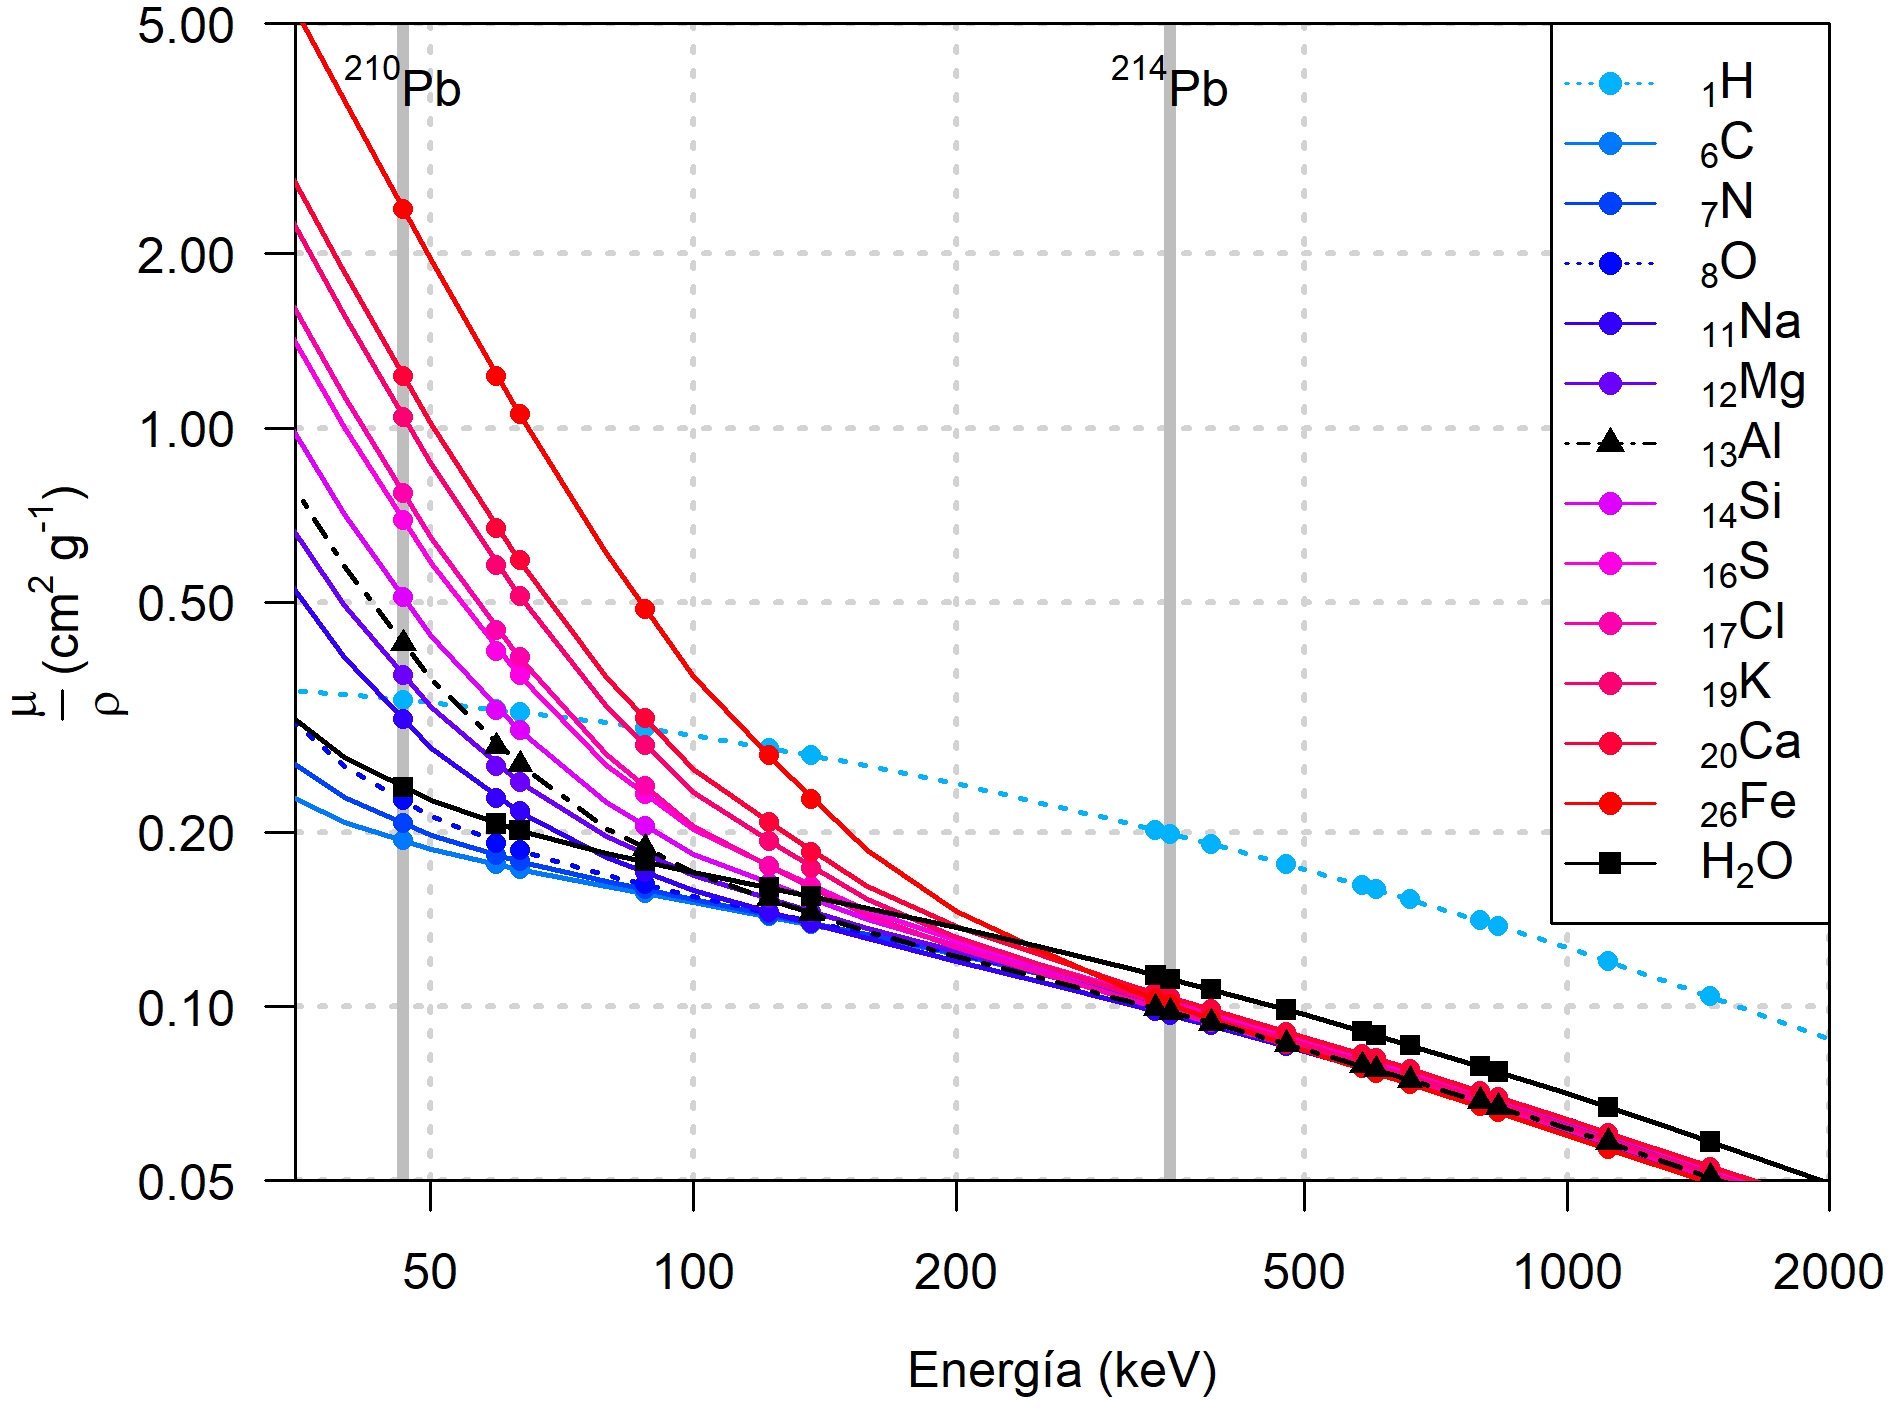 5.00
2.00
1.00
0.50
0.20
0.10
0.05
μ/ρ (cm² g⁻¹)
²¹⁰Pb
²¹⁴Pb
₁H
₆C
₇N
₈O
₁₁Na
₁₂Mg
₁₃Al
₁₄Si
₁₆S
₁₇Cl
₁₉K
₂₀Ca
₂₆Fe
H₂O
50 100 200 500 1000 2000
Energía (keV)